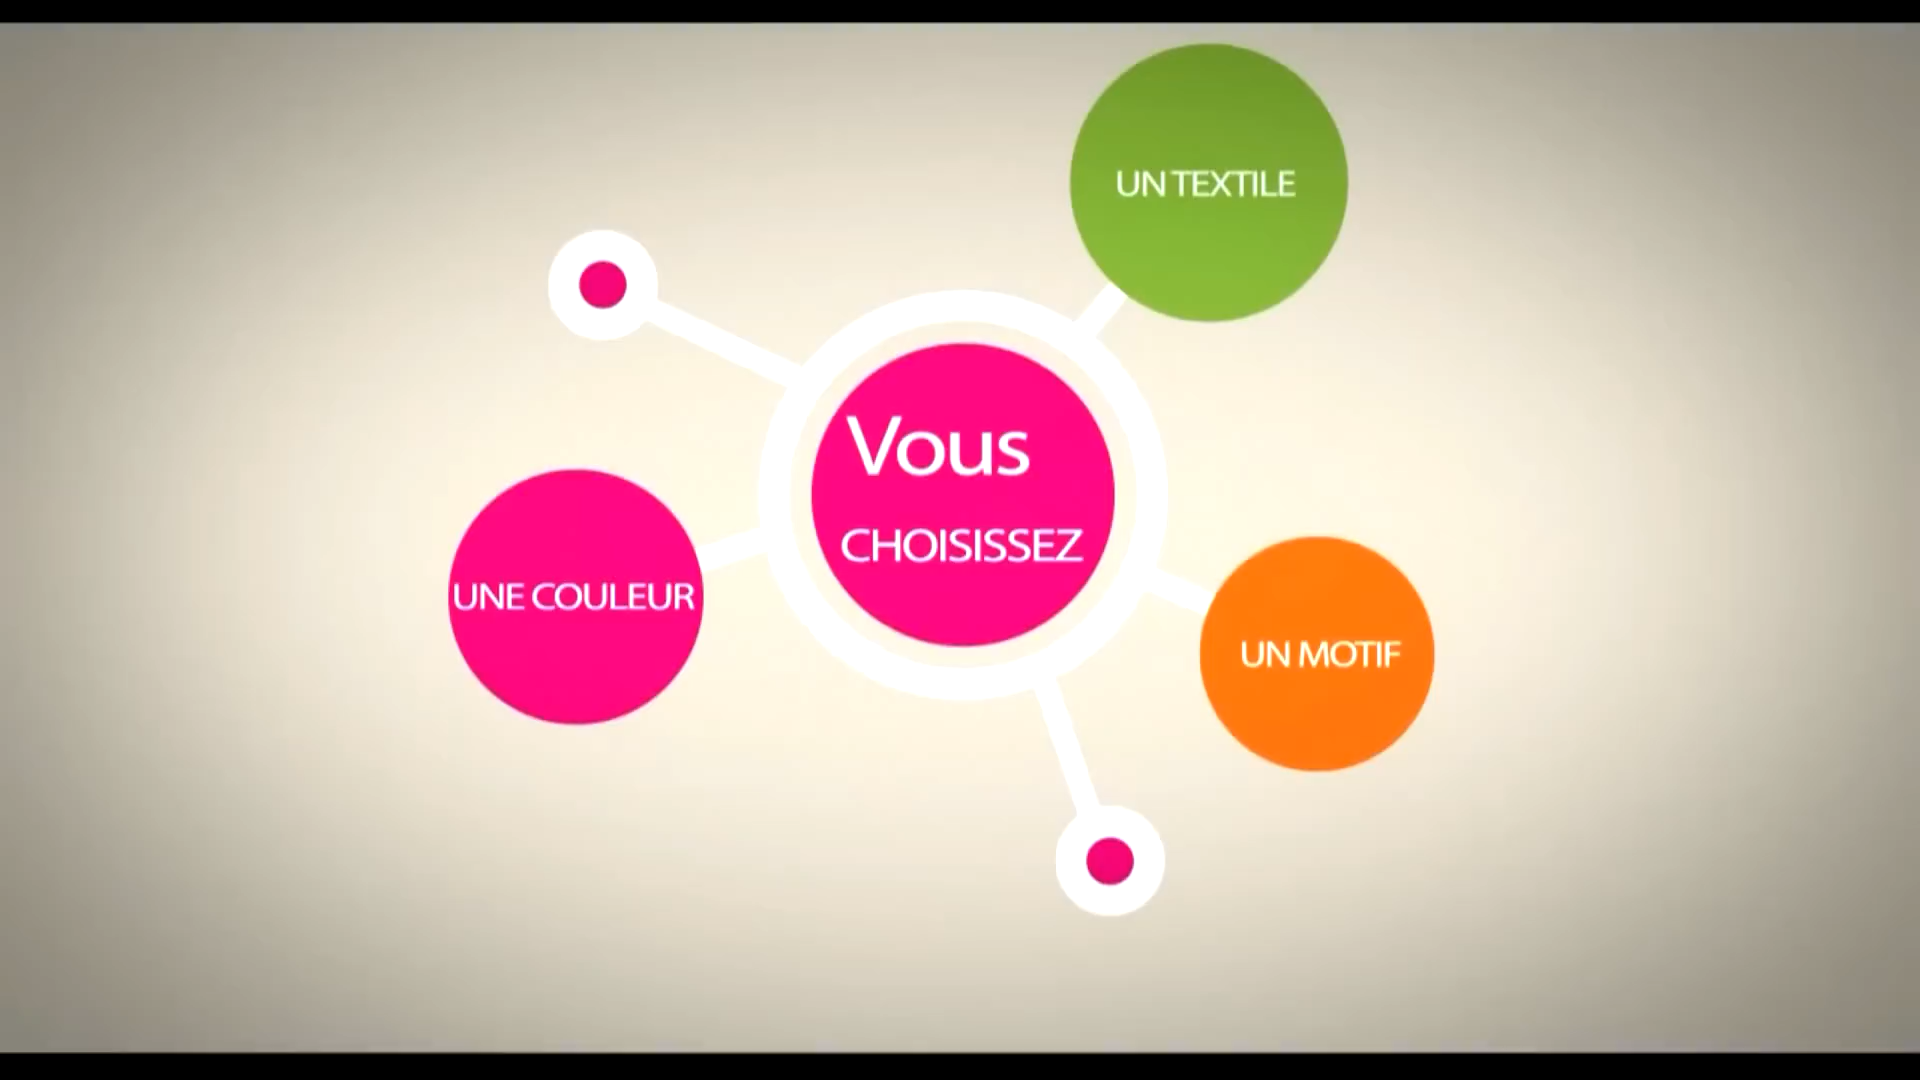 UN TEXTILE
Vous
CHOISISSEZ
UNE COULEUR
UN MOTIF